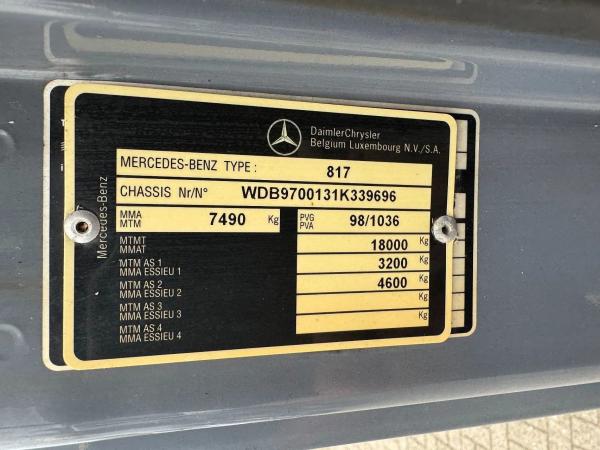 DaimlerChrysler
Belgium Luxembourg N.V./S.A.
MERCEDES-BENZ TYPE : 817
CHASSIS Nr/N° WDB9700131K339696
MMA
MTM 7490 Kg
PVG
PVA 98/1036
MTMT
MMAT 18000 Kg
MTM AS 1
MMA ESSIEU 1 3200 Kg
MTM AS 2
MMA ESSIEU 2 4600 Kg
MTM AS 3
MMA ESSIEU 3 Kg
MTM AS 4
MMA ESSIEU 4 Kg
Mercedes-Benz